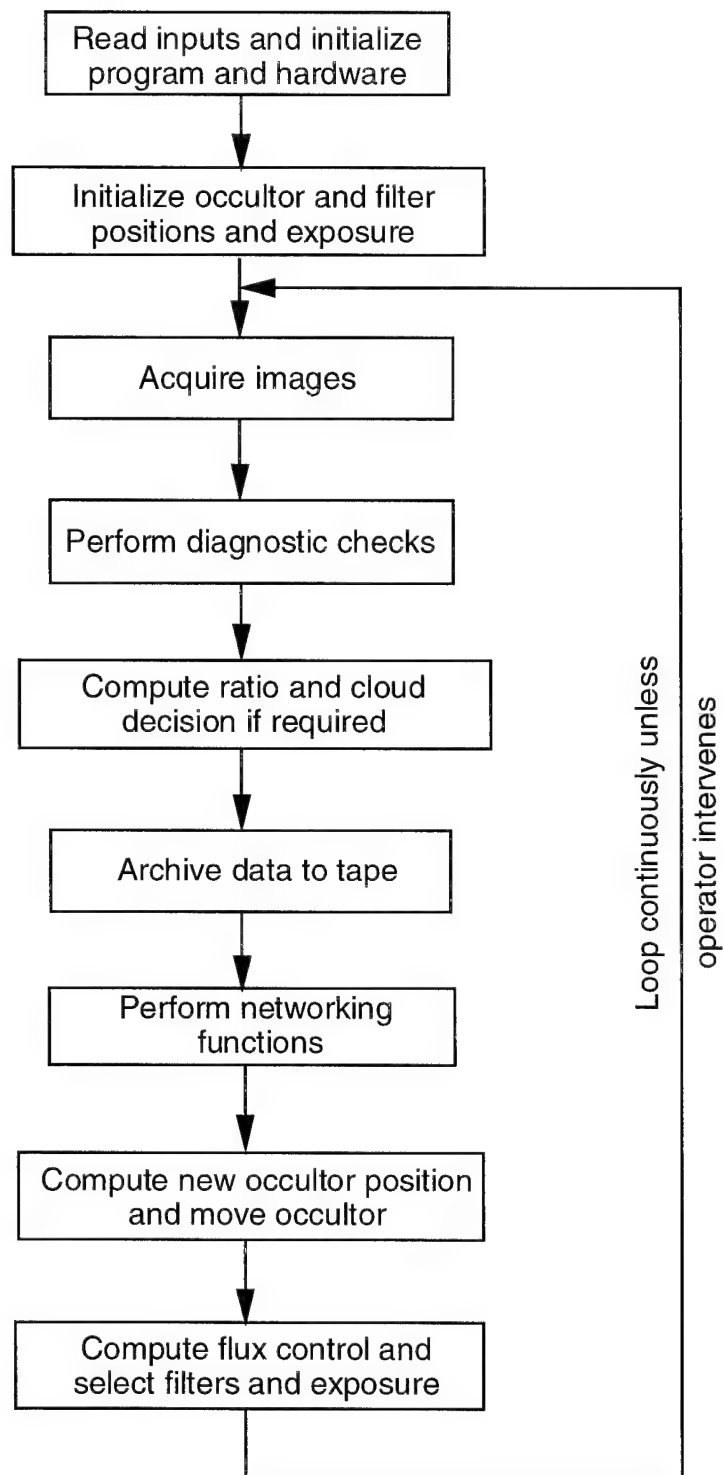 Read inputs and initialize
program and hardware
Initialize occultor and filter
positions and exposure
Acquire images
Perform diagnostic checks
Compute ratio and cloud
decision if required
Archive data to tape
Perform networking
functions
Compute new occultor position
and move occultor
Compute flux control and
select filters and exposure
Loop continuously unless
operator intervenes